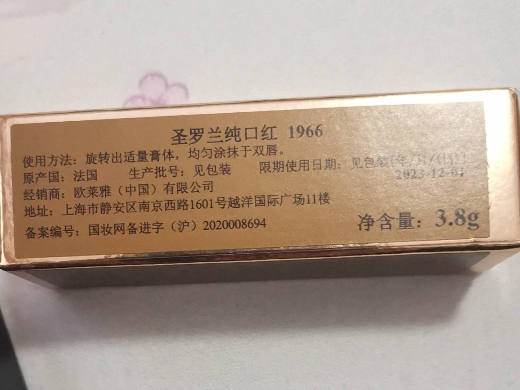 圣罗兰纯口红 1966
使用方法：旋转出适量膏体，均匀涂抹于双唇。
原产国：法国 生产批号：见包装 限期使用日期：见包装(年/月/日)
2023-12-01
经销商：欧莱雅（中国）有限公司
地址：上海市静安区南京西路1601号越洋国际广场11楼
备案编号：国妆网备进字（沪）2020008694
净含量：3.8g